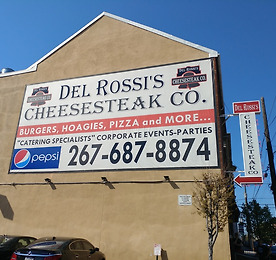 DEL ROSSI'S
CHEESESTEAK CO.
BURGERS, HOAGIES, PIZZA and MORE...
"CATERING SPECIALISTS" CORPORATE EVENTS-PARTIES
pepsi
267-687-8874
DEL ROSSI'S
CHEESESTEAK CO